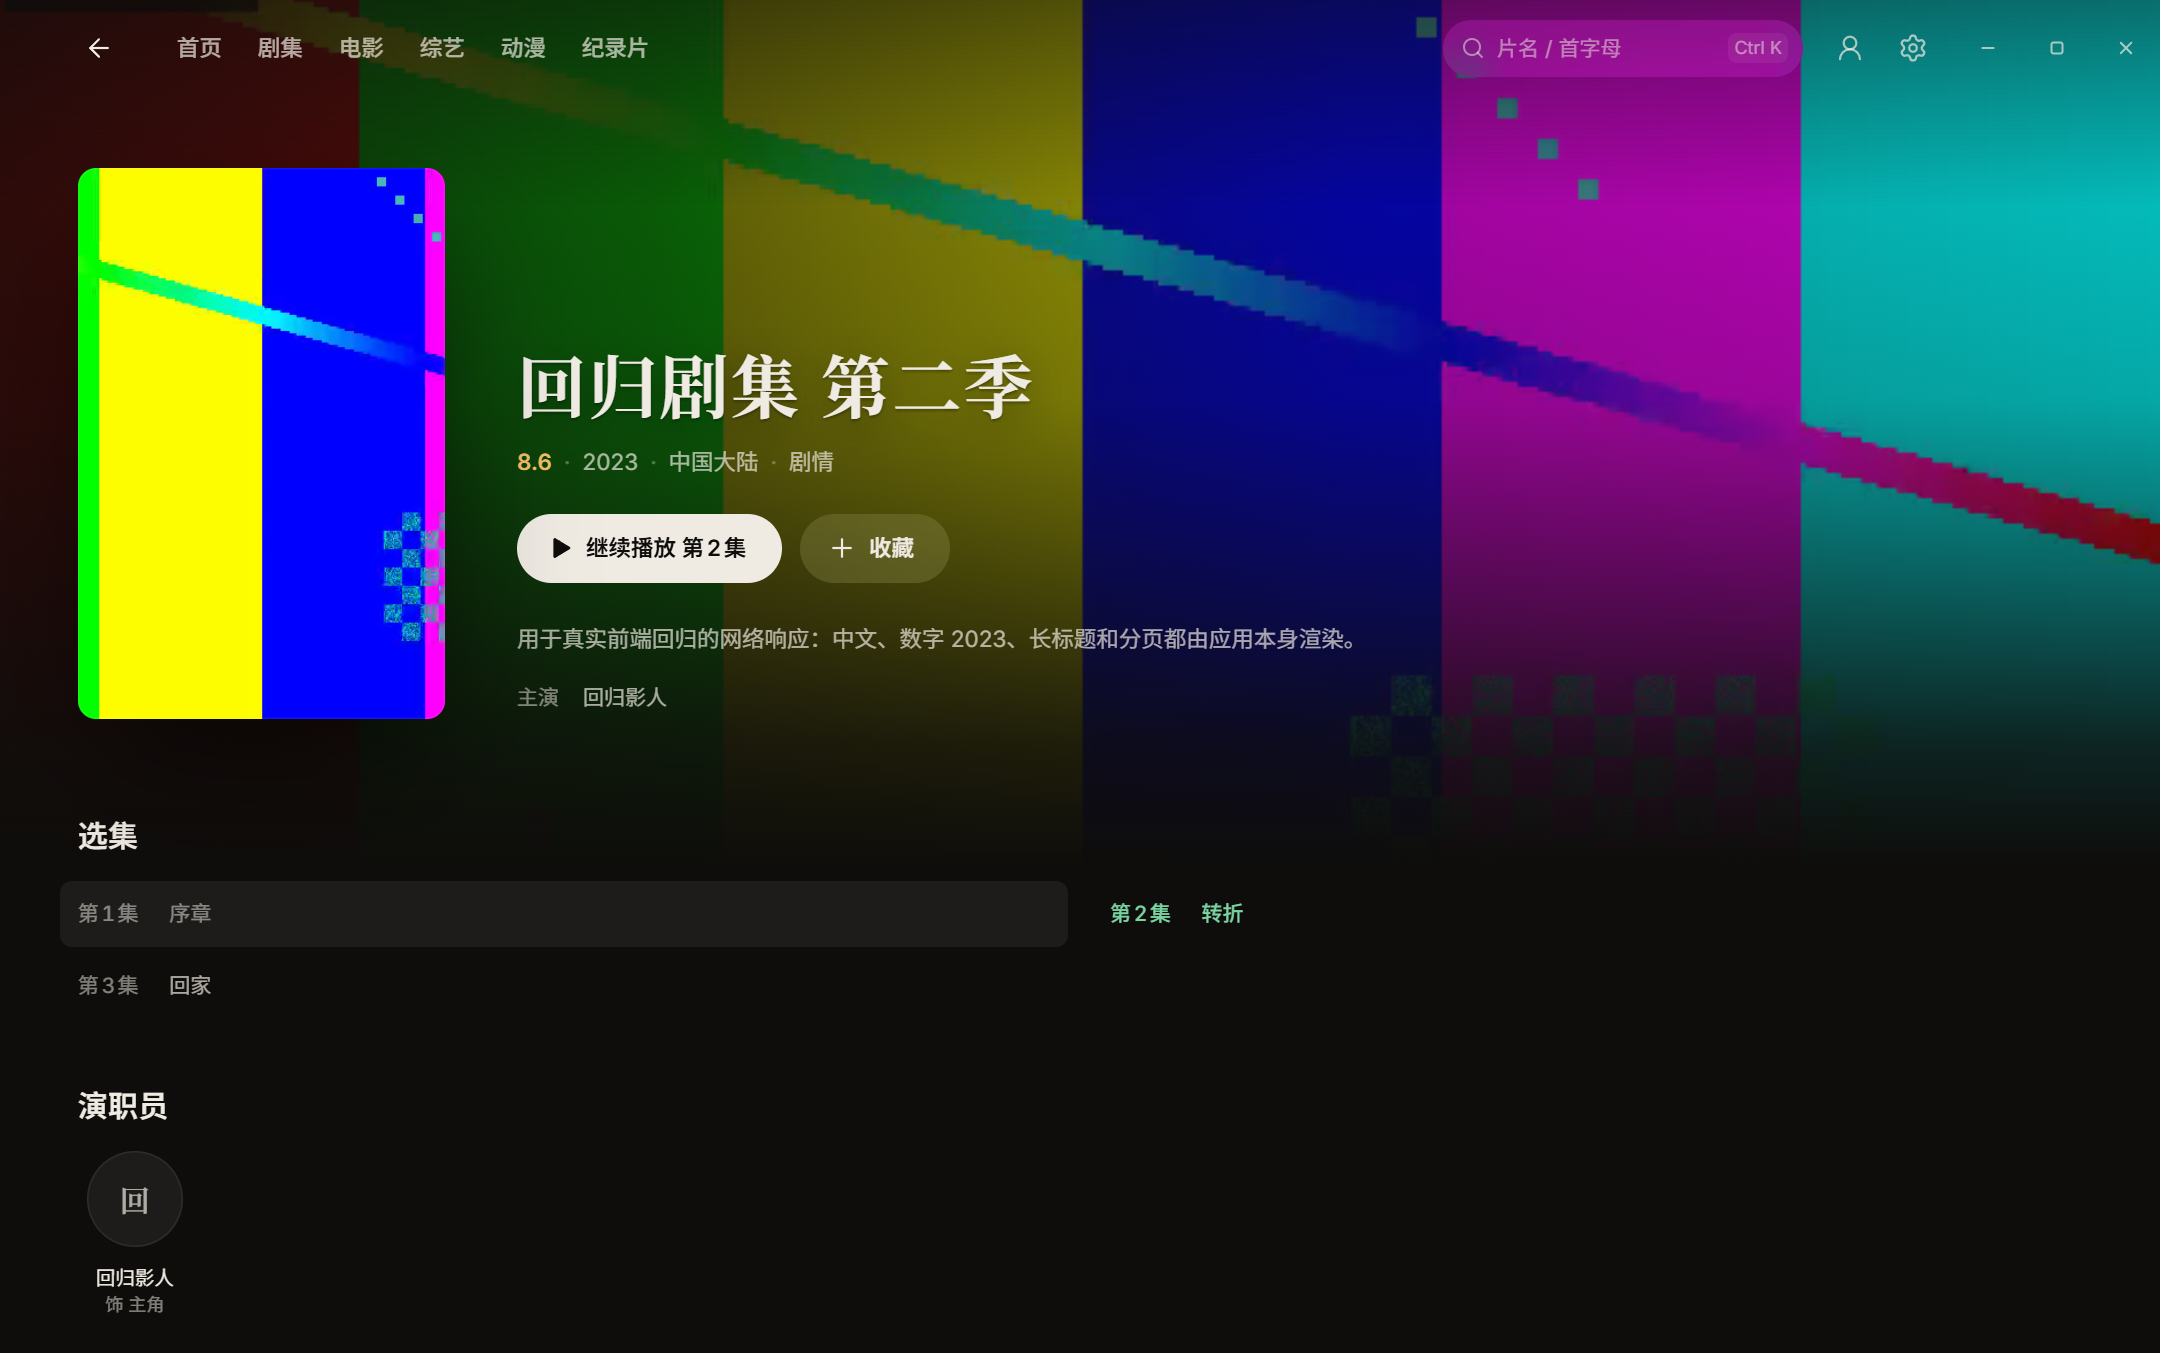 首页 剧集 电影 综艺 动漫 纪录片 片名 / 首字母 Ctrl K
回归剧集 第二季
8.6 · 2023 · 中国大陆 · 剧情
继续播放 第2集 收藏
用于真实前端回归的网络响应：中文、数字 2023、长标题和分页都由应用本身渲染。
主演 回归影人
选集
第1集 序章 第2集 转折
第3集 回家
演职员
回
回归影人
饰 主角